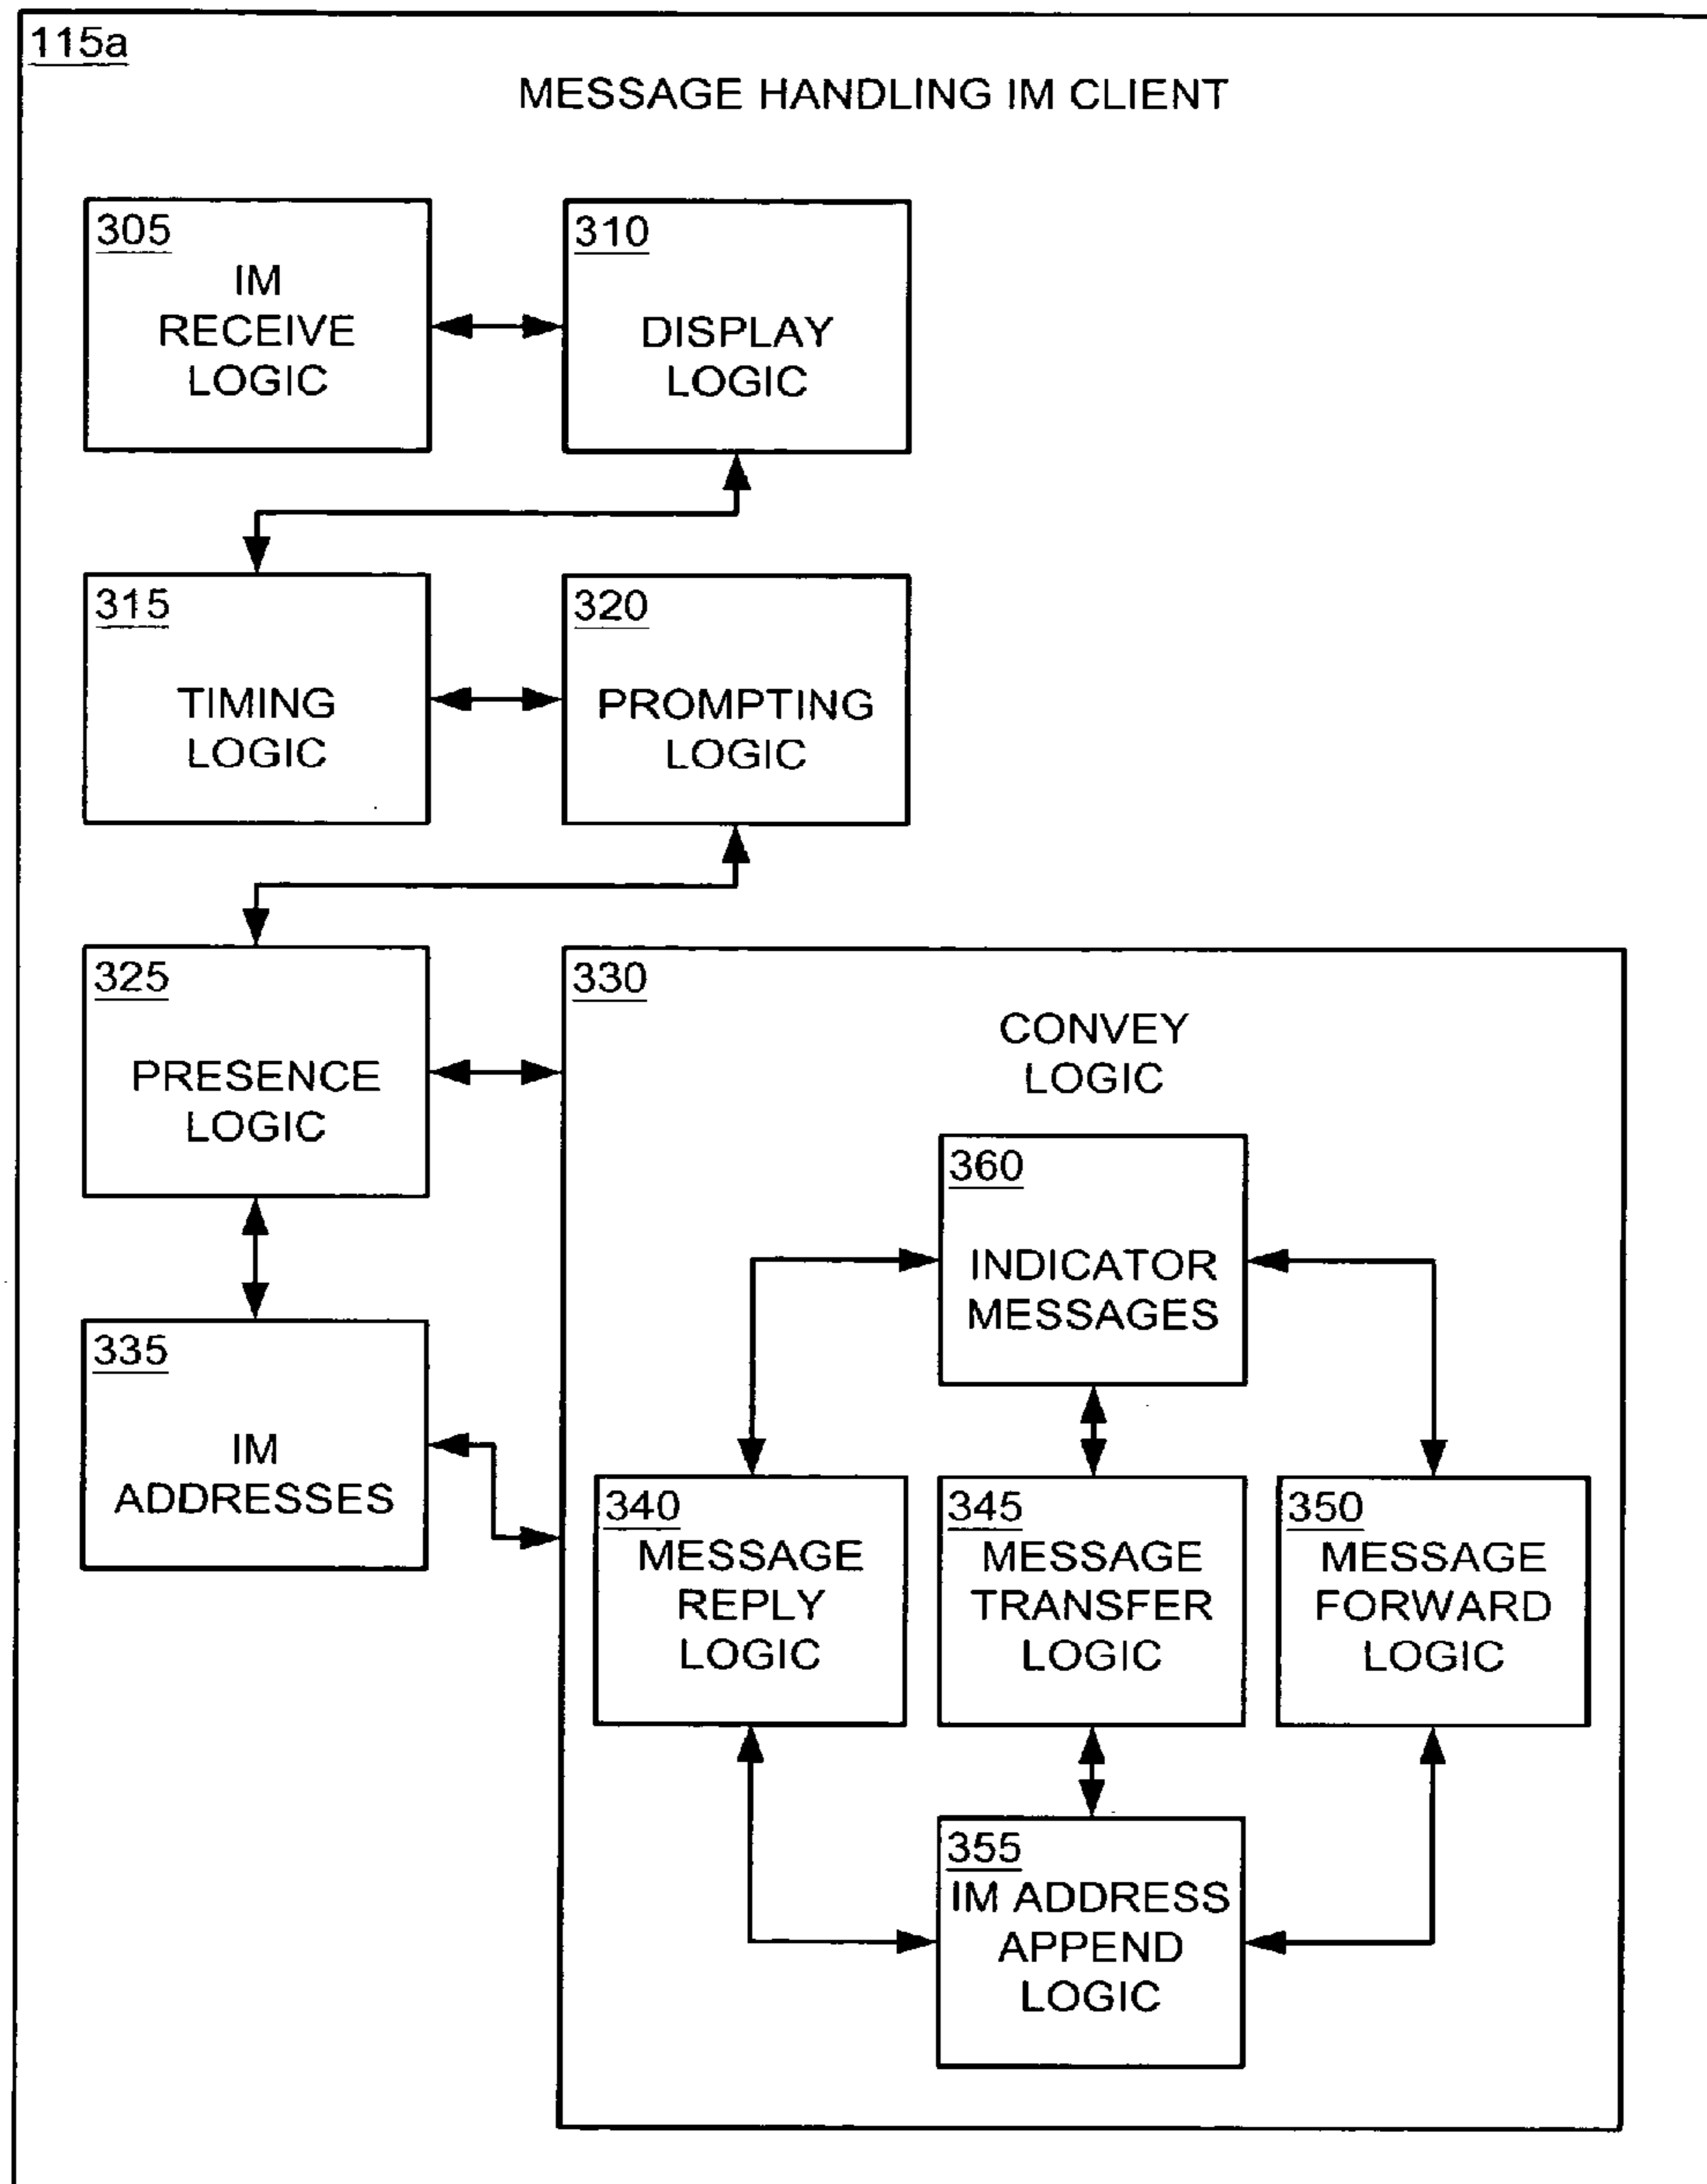 115a
MESSAGE HANDLING IM CLIENT
305
IM
RECEIVE
LOGIC
310
DISPLAY
LOGIC
315
TIMING
LOGIC
320
PROMPTING
LOGIC
325
PRESENCE
LOGIC
330
CONVEY
LOGIC
360
INDICATOR
MESSAGES
335
IM
ADDRESSES
340
MESSAGE
REPLY
LOGIC
345
MESSAGE
TRANSFER
LOGIC
350
MESSAGE
FORWARD
LOGIC
355
IM ADDRESS
APPEND
LOGIC